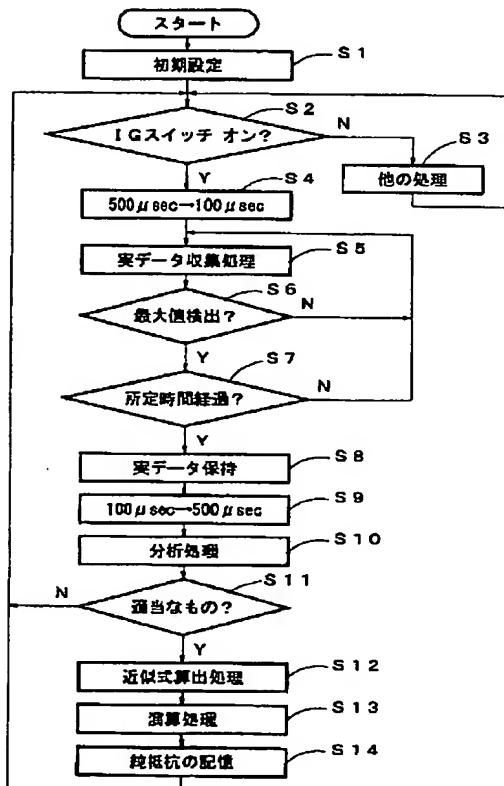 スタート
S1
初期設定
S2
IGスイッチ オン?
N
S3
他の処理
Y
S4
500μsec→100μsec
S5
実データ収集処理
S6
最大値検出?
N
Y
S7
所定時間経過?
N
Y
S8
実データ保持
S9
100μsec→500μsec
S10
分析処理
S11
N
適当なもの?
Y
S12
近似式算出処理
S13
演算処理
S14
純抵抗の記憶